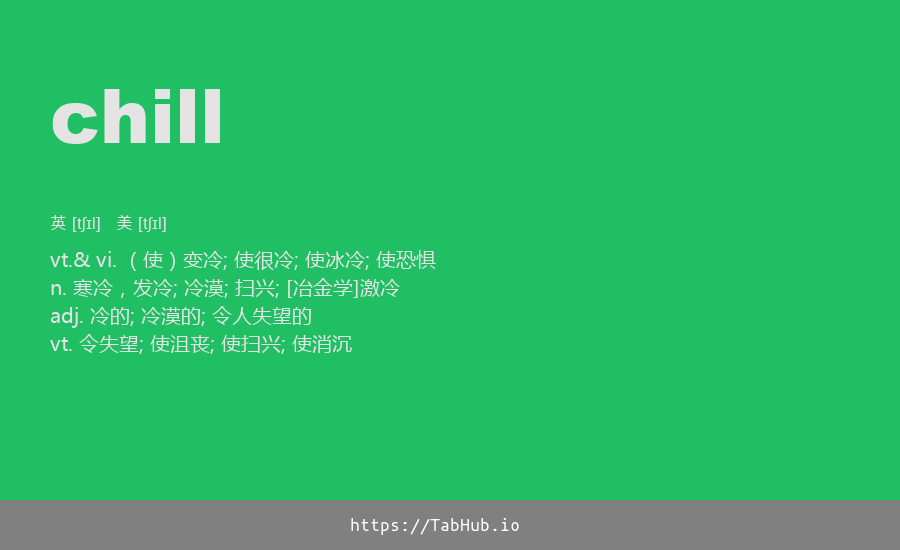 chill
英 [tʃɪl] 美 [tʃɪl]
vt.& vi. （使）变冷; 使很冷; 使冰冷; 使恐惧
n. 寒冷，发冷; 冷漠; 扫兴; [冶金学]激冷
adj. 冷的; 冷漠的; 令人失望的
vt. 令失望; 使沮丧; 使扫兴; 使消沉
https://TabHub.io